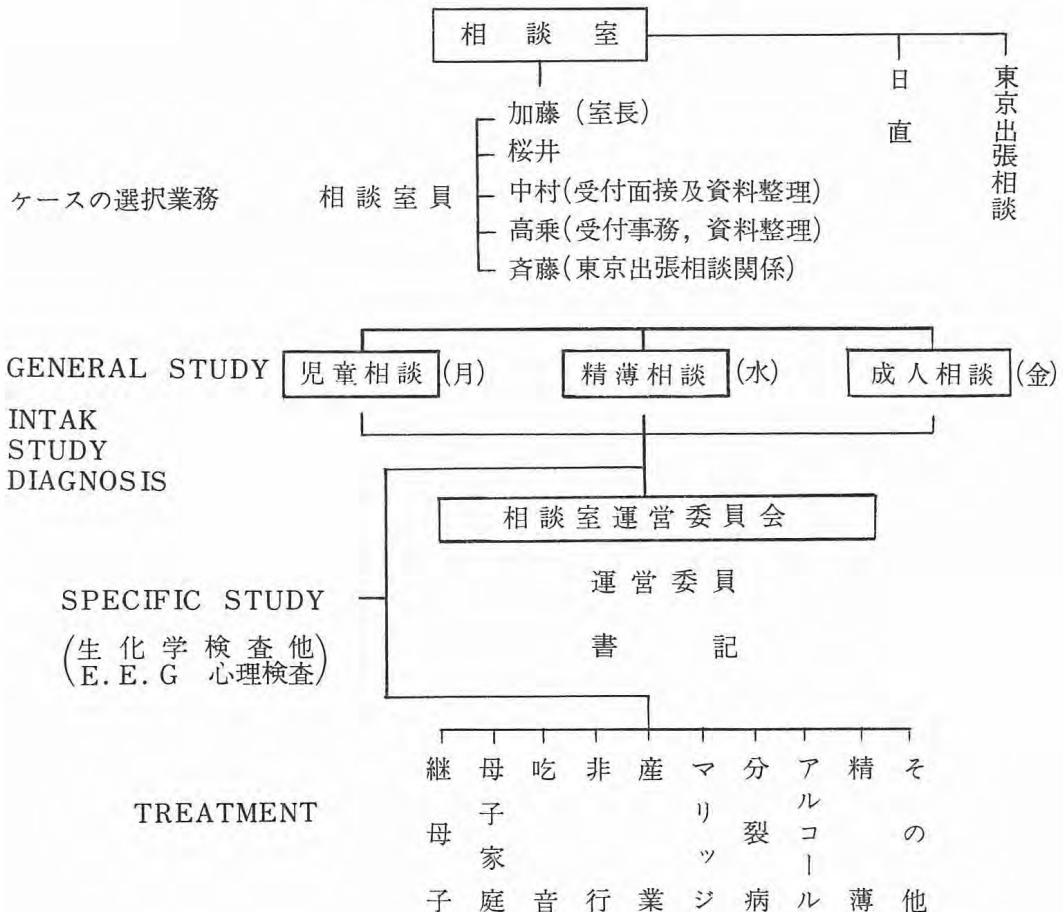 相談室
日直
東京出張相談
ケースの選択業務
相談室員
加藤（室長）
桜井
中村(受付面接及資料整理)
高乗(受付事務，資料整理)
斉藤(東京出張相談関係)
GENERAL STUDY
児童相談(月)
精薄相談(水)
成人相談(金)
INTAK
STUDY
DIAGNOSIS
相談室運営委員会
運営委員
書記
SPECIFIC STUDY
(生化学検査他
E.E.G 心理検査)
TREATMENT
継母子
母子家庭
吃音
非行
産業
マリッジ
分裂病
アルコール
精薄
その他